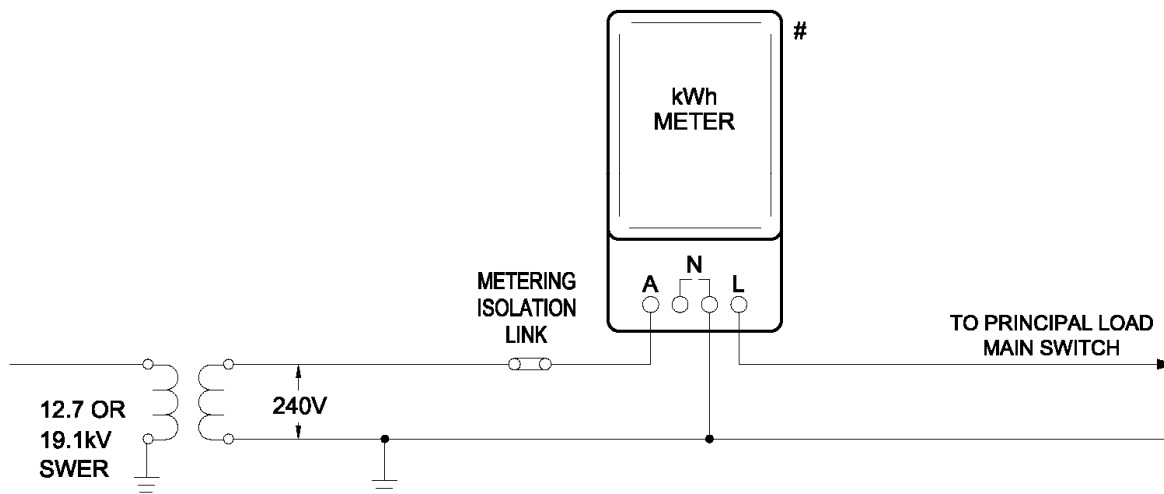 #
kWh
METER
A
N
L
METERING
ISOLATION
LINK
TO PRINCIPAL LOAD
MAIN SWITCH
240V
12.7 OR
19.1kV
SWER